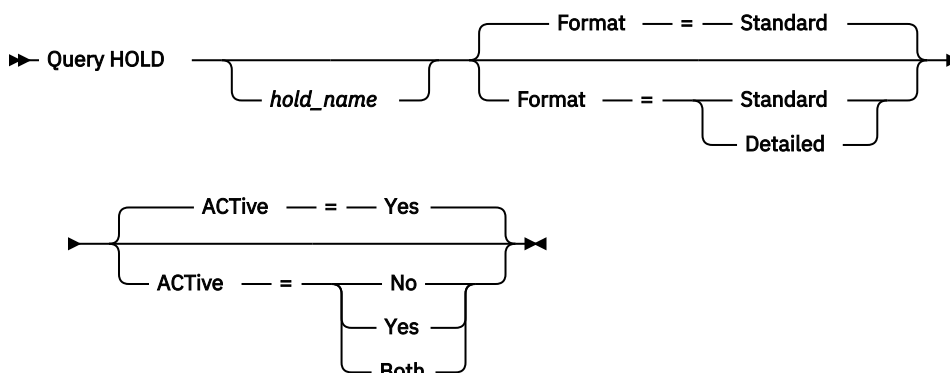 Format = Standard
Query HOLD
hold_name
Format = Standard
Detailed
ACTive = Yes
ACTive = No
Yes
Both